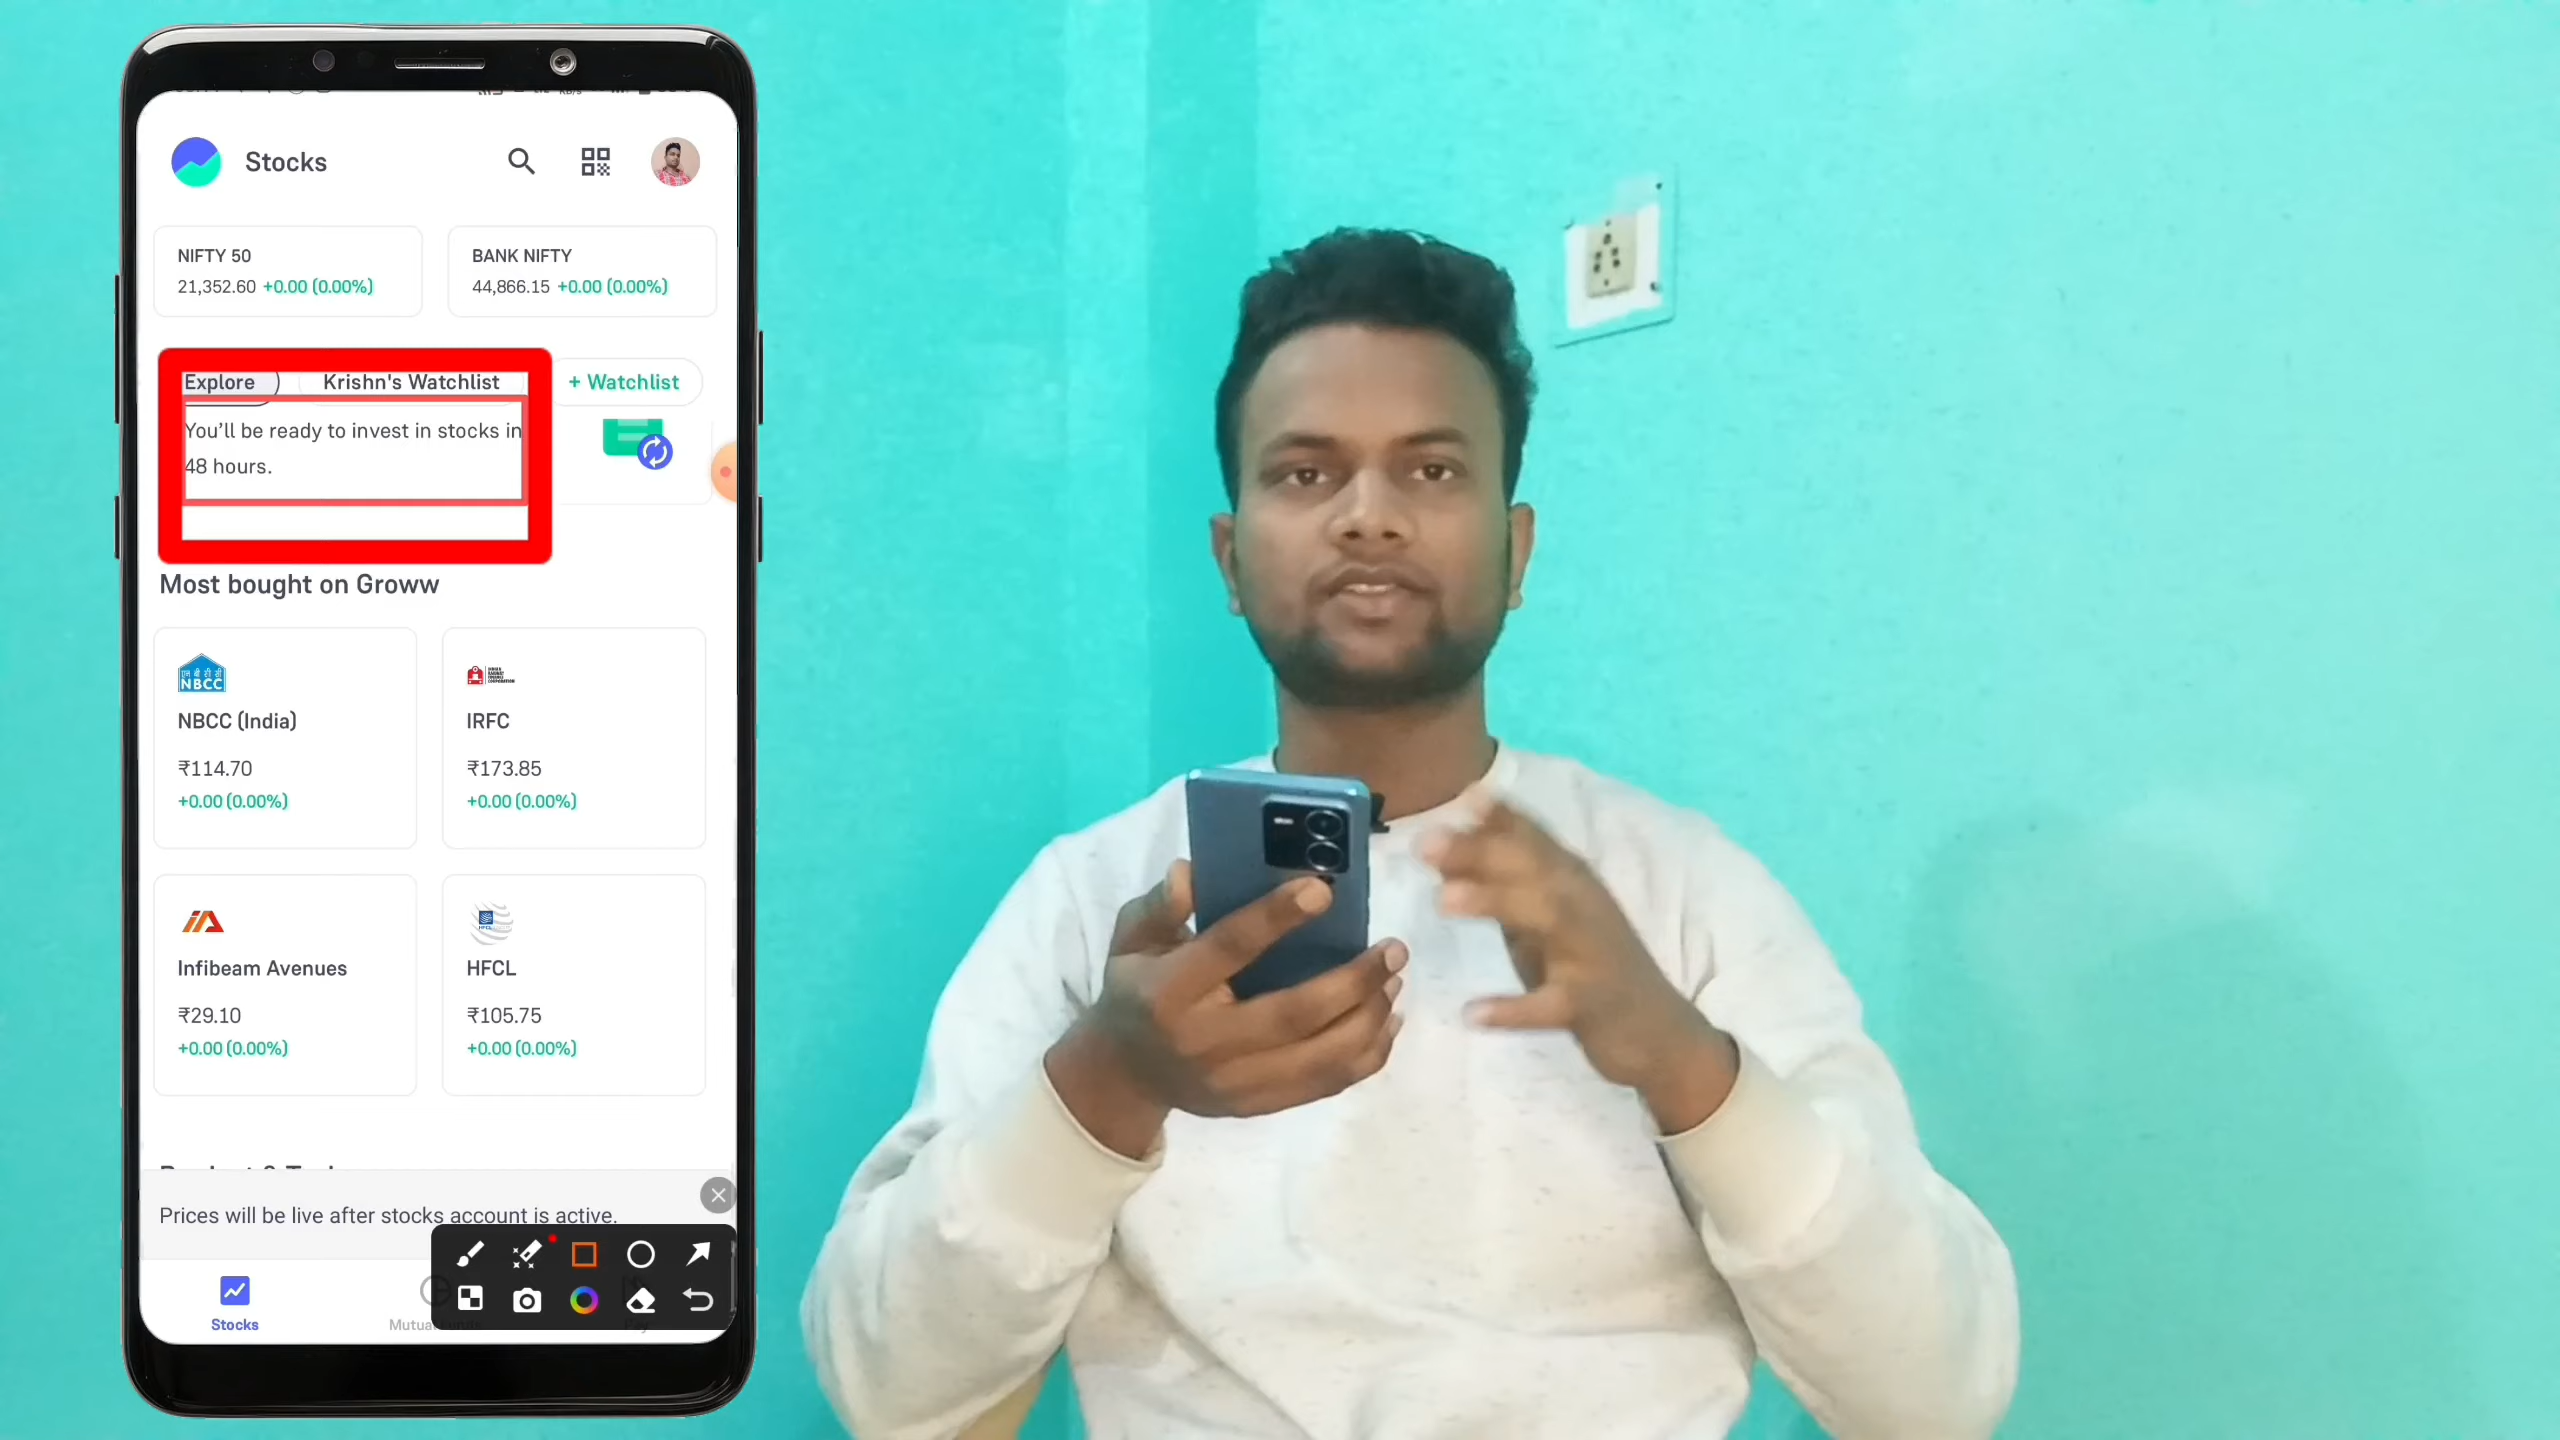 Stocks
NIFTY 50
21,352.60 +0.00 (0.00%)
BANK NIFTY
44,866.15 +0.00 (0.00%)
Explore
Krishn's Watchlist
+ Watchlist
You'll be ready to invest in stocks in
48 hours.
Most bought on Groww
NBCC
NBCC (India)
₹114.70
+0.00 (0.00%)
IRFC
₹173.85
+0.00 (0.00%)
Infibeam Avenues
₹29.10
+0.00 (0.00%)
HFCL
HFCL
₹105.75
+0.00 (0.00%)
Prices will be live after stocks account is active.
Stocks